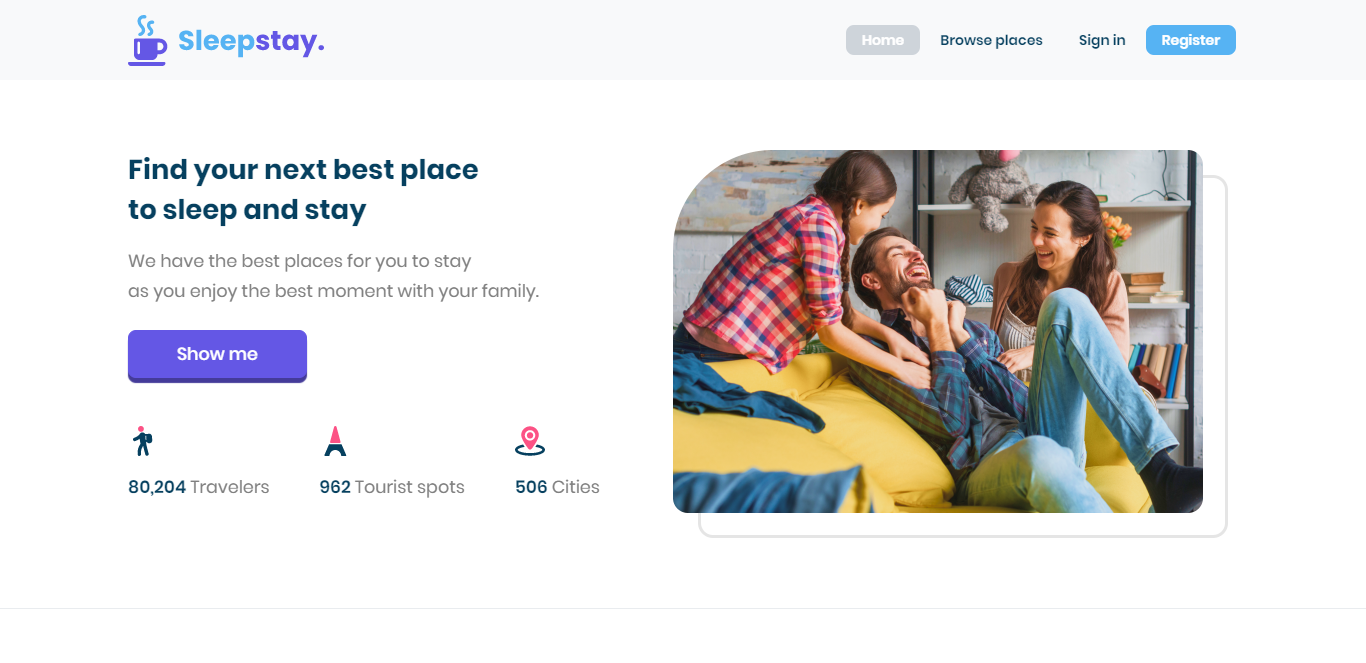 Sleepstay.
Home
Browse places
Sign in
Register
Find your next best place
to sleep and stay
We have the best places for you to stay
as you enjoy the best moment with your family.
Show me
80,204 Travelers
962 Tourist spots
506 Cities